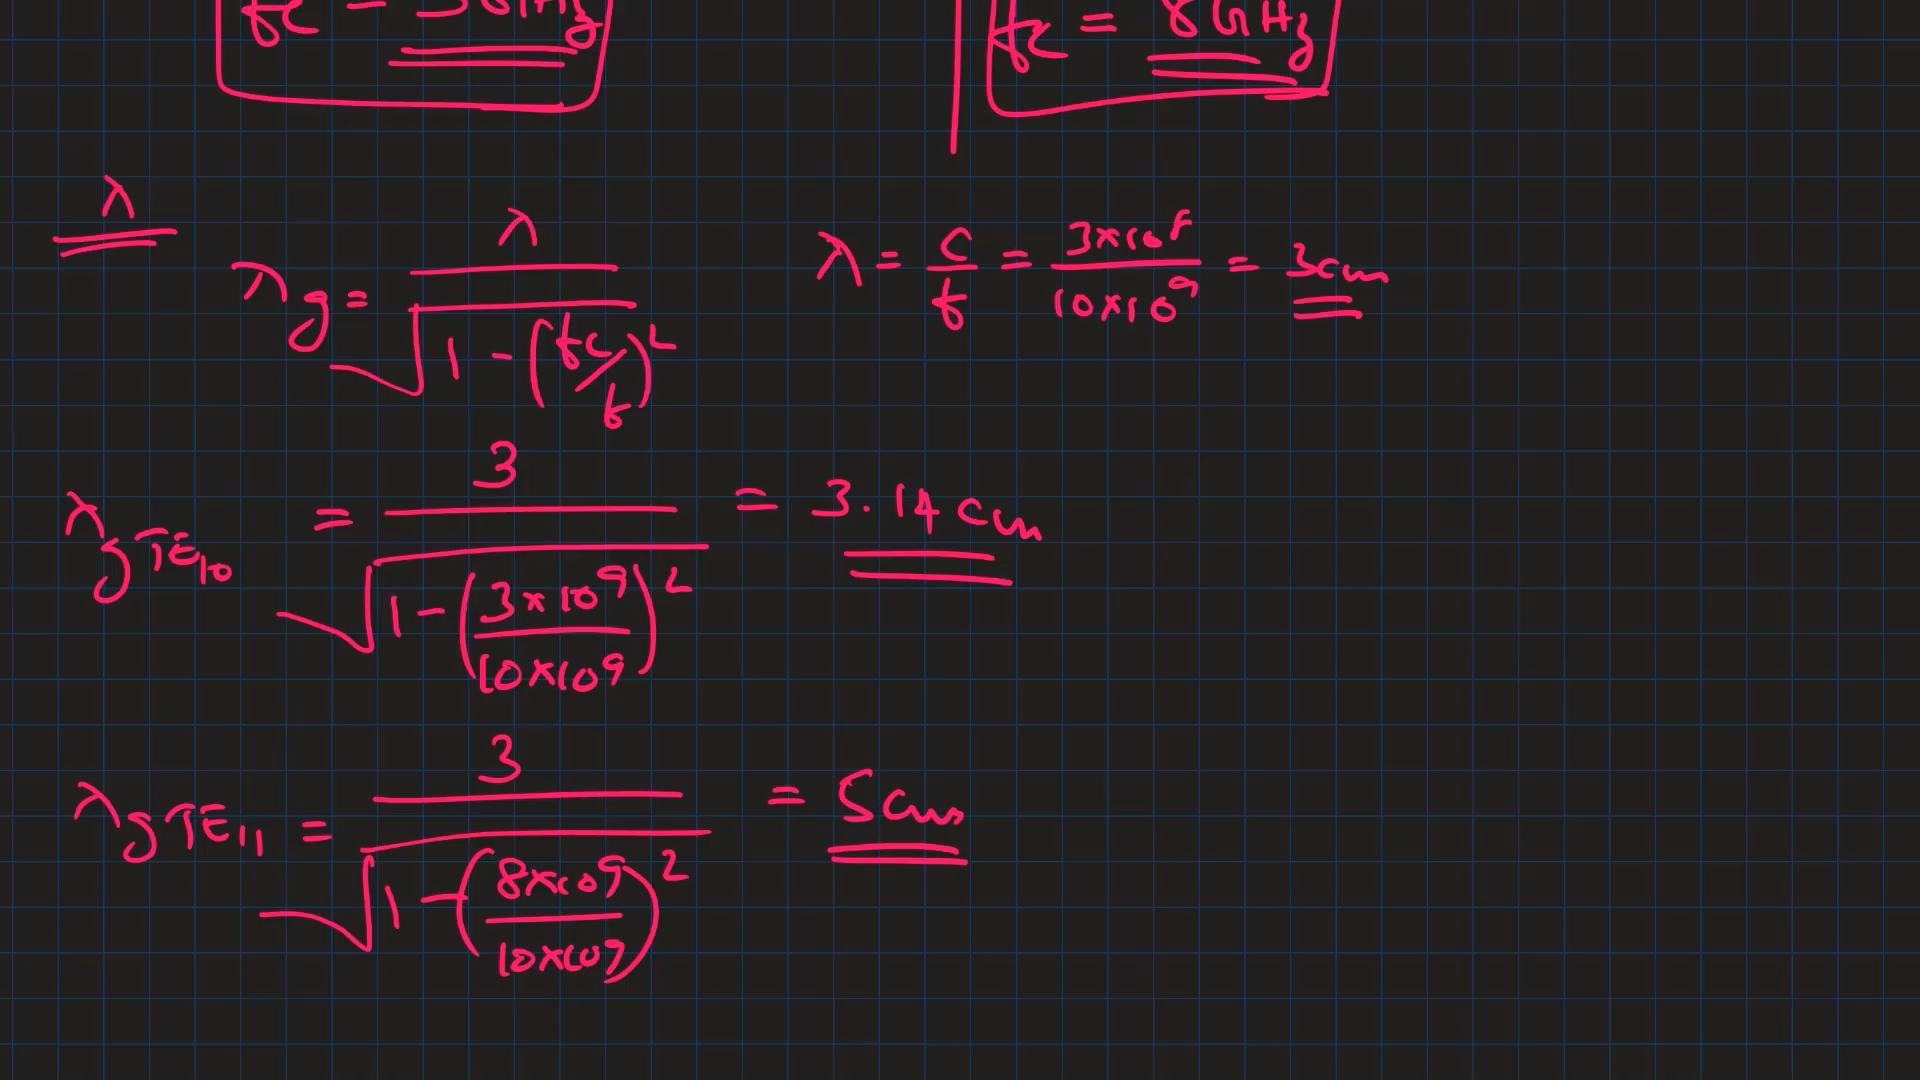 fc = 3GHz
fc = 8GHz
λ
λg = λ / √(1 - (fc/f)²)
λ = c/f = 3×10⁸ / 10×10⁹ = 3cm
λg TE₁₀ = 3 / √(1 - (3×10⁹ / 10×10⁹)²) = 3.14 cm
λg TE₁₁ = 3 / √(1 - (8×10⁹ / 10×10⁹)²) = 5cm